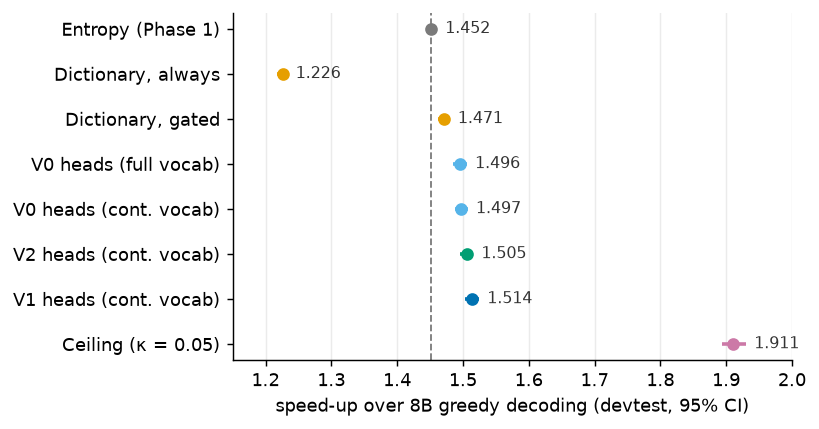 Entropy (Phase 1) 1.452
Dictionary, always 1.226
Dictionary, gated 1.471
V0 heads (full vocab) 1.496
V0 heads (cont. vocab) 1.497
V2 heads (cont. vocab) 1.505
V1 heads (cont. vocab) 1.514
Ceiling (κ = 0.05) 1.911
1.2 1.3 1.4 1.5 1.6 1.7 1.8 1.9 2.0
speed-up over 8B greedy decoding (devtest, 95% CI)